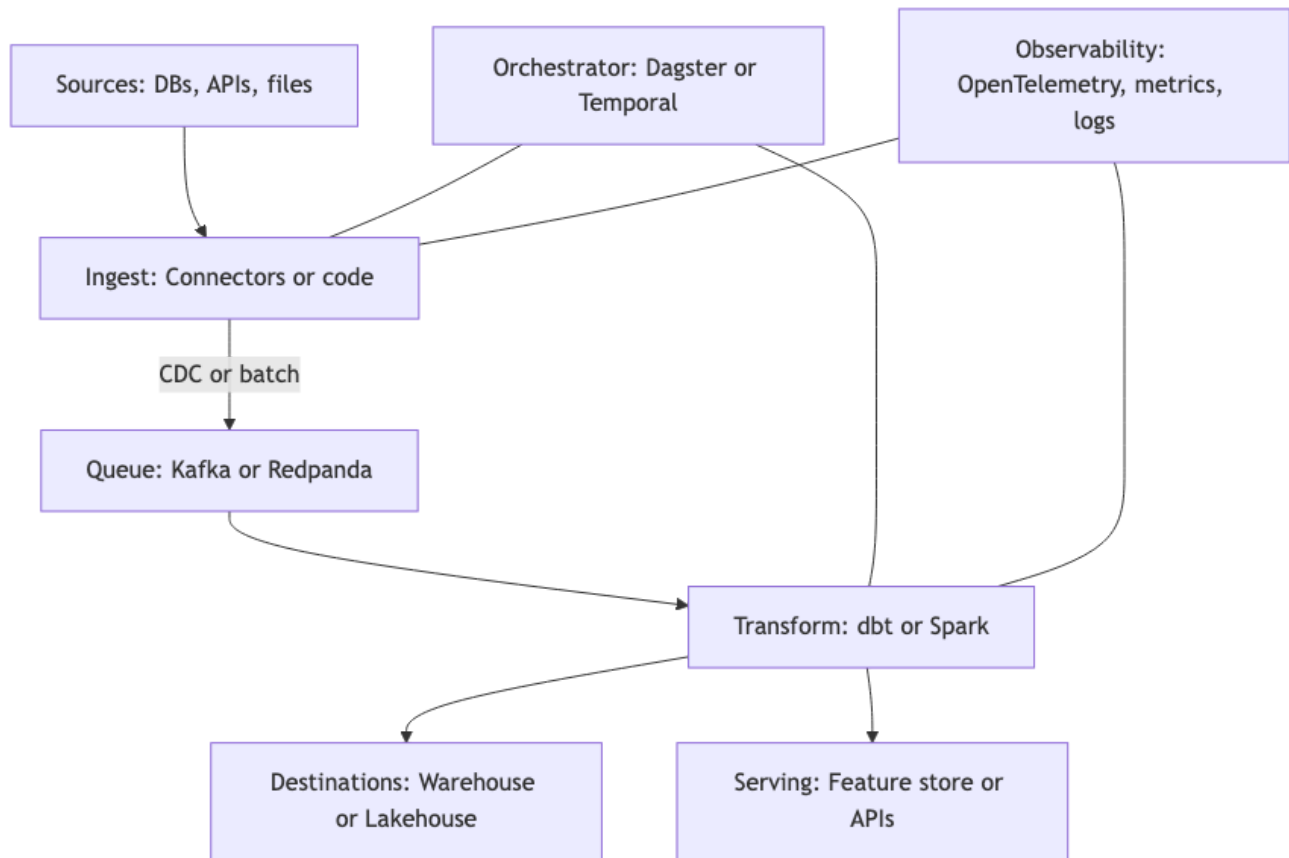 Sources: DBs, APIs, files
Orchestrator: Dagster or
Temporal
Observability:
OpenTelemetry, metrics,
logs
Ingest: Connectors or code
CDC or batch
Queue: Kafka or Redpanda
Transform: dbt or Spark
Destinations: Warehouse
or Lakehouse
Serving: Feature store or
APIs